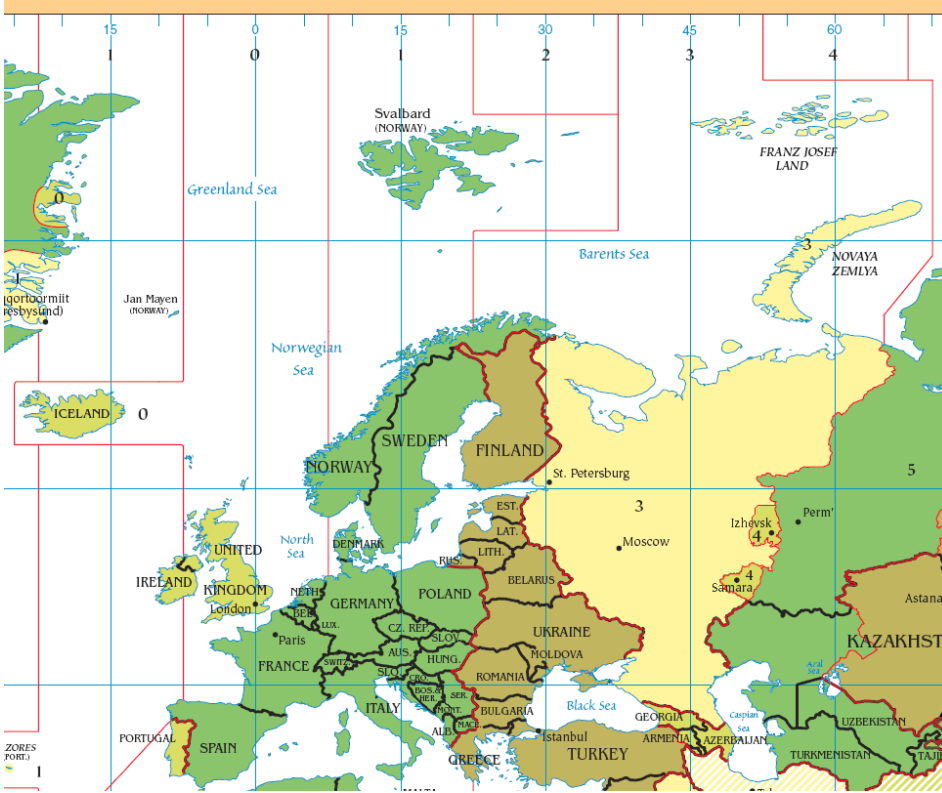 15 0 15 30 45 60
1 0 1 2 3 4
Svalbard
(NORWAY)
FRANZ JOSEF
LAND
Greenland Sea
0
Barents Sea
3
NOVAYA
ZEMLYA
1
Jan Mayen
(NORWAY)
Norwegian
Sea
ICELAND
0
SWEDEN
NORWAY
FINLAND
St. Petersburg
5
3
EST.
LAT.
LITH.
RUS.
Moscow
Izhevsk
4
Perm'
4
Samara
North
Sea
DENMARK
UNITED
KINGDOM
IRELAND
London
NETH.
BEL.
LUX.
GERMANY
POLAND
BELARUS
Astana
KAZAKHST
Paris
FRANCE
CZ. REP.
SLOV.
AUS.
HUNG.
SWITZ.
SLO.
CRO.
BOS.&
HER.
SER.
MONT.
MACE.
ALB.
UKRAINE
MOLDOVA
ROMANIA
BULGARIA
ITALY
Black Sea
Istanbul
TURKEY
GREECE
GEORGIA
ARMENIA
AZERBAIJAN
Caspian
Sea
Aral
Sea
UZBEKISTAN
TURKMENISTAN
TAJI
PORTUGAL
SPAIN
ZORES
(PORT.)
1